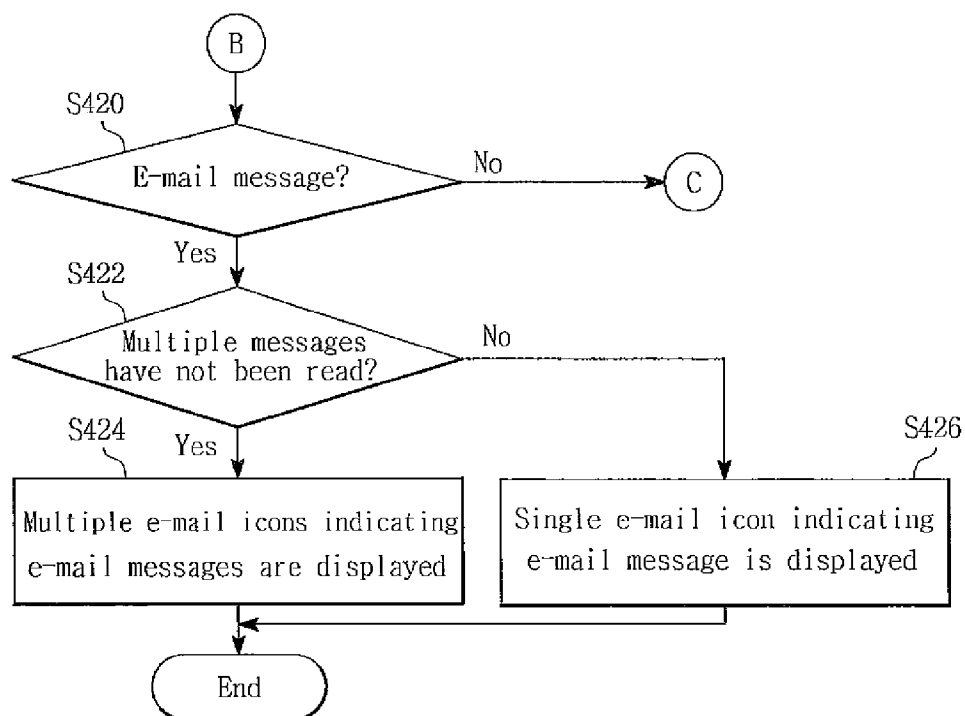 B
S420
E-mail message?
No
C
Yes
S422
Multiple messages
have not been read?
No
S424
Yes
S426
Multiple e-mail icons indicating
e-mail messages are displayed
Single e-mail icon indicating
e-mail message is displayed
End